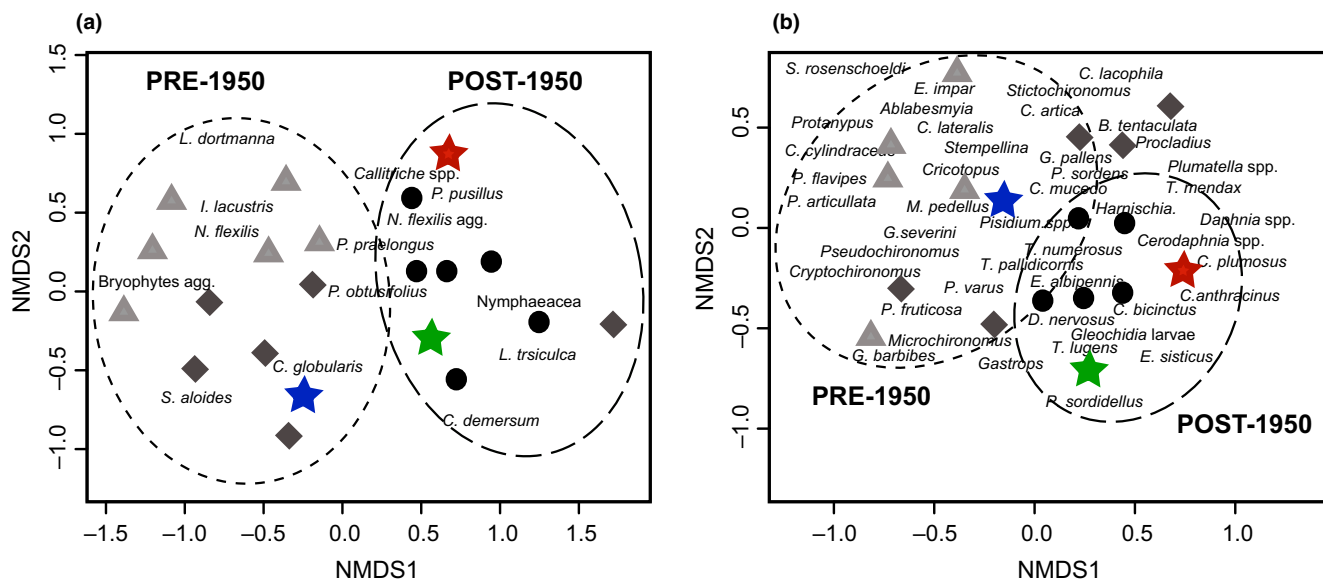 (a)
1.5
1.0
0.5
0.0
−0.5
−1.0
NMDS2
PRE-1950
POST-1950
L. dortmanna
Callitriche spp.
P. pusillus
I. lacustris
N. flexilis agg.
N. flexilis
P. praelongus
Bryophytes agg.
P. obtusifolius
Nymphaeacea
L. trsiculca
C. globularis
S. aloides
C. demersum
−1.5
−1.0
−0.5
0.0
0.5
1.0
1.5
NMDS1
(b)
0.5
0.0
−0.5
−1.0
NMDS2
S. rosenschoeldi
C. lacophila
E. impar
Stictochironomus
Ablabesmyia
C. artica
Protanypus
C. lateralis
B. tentaculata
Stempellina
Procladius
C. cylindraceus
G. pallens
Cricotopus
P. sordens
Plumatella spp.
P. flavipes
C. mucedo
T. mendax
P. articullata
M. pedellus
Harnischia.
Pisidium.spp
Daphnia spp.
G.severini
Cerodaphnia spp.
Pseudochironomus
T. numerosus
C. plumosus
Cryptochironomus
T. paludicornis
P. varus
E. albipennis
C.anthracinus
P. fruticosa
C. bicinctus
D. nervosus
Microchironomus
Gleochidia larvae
G. barbibes
T. lugens
Gastrops
E. sisticus
PRE-1950
P. sordidellus
POST-1950
−1.0
−0.5
0.0
0.5
1.0
NMDS1